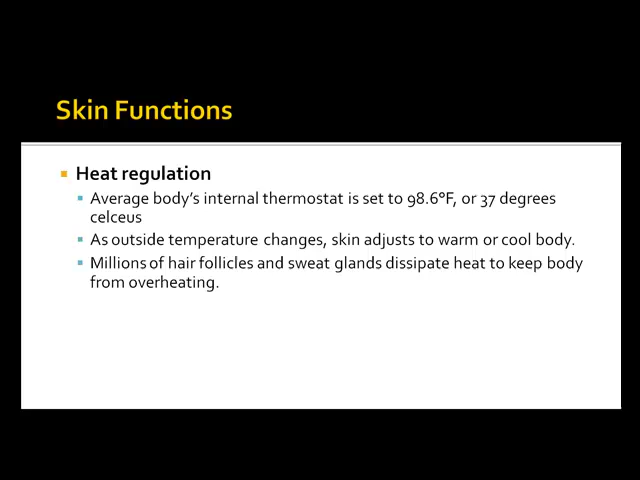 Skin Functions
Heat regulation
Average body's internal thermostat is set to 98.6°F, or 37 degrees
celceus
As outside temperature changes, skin adjusts to warm or cool body.
Millions of hair follicles and sweat glands dissipate heat to keep body
from overheating.